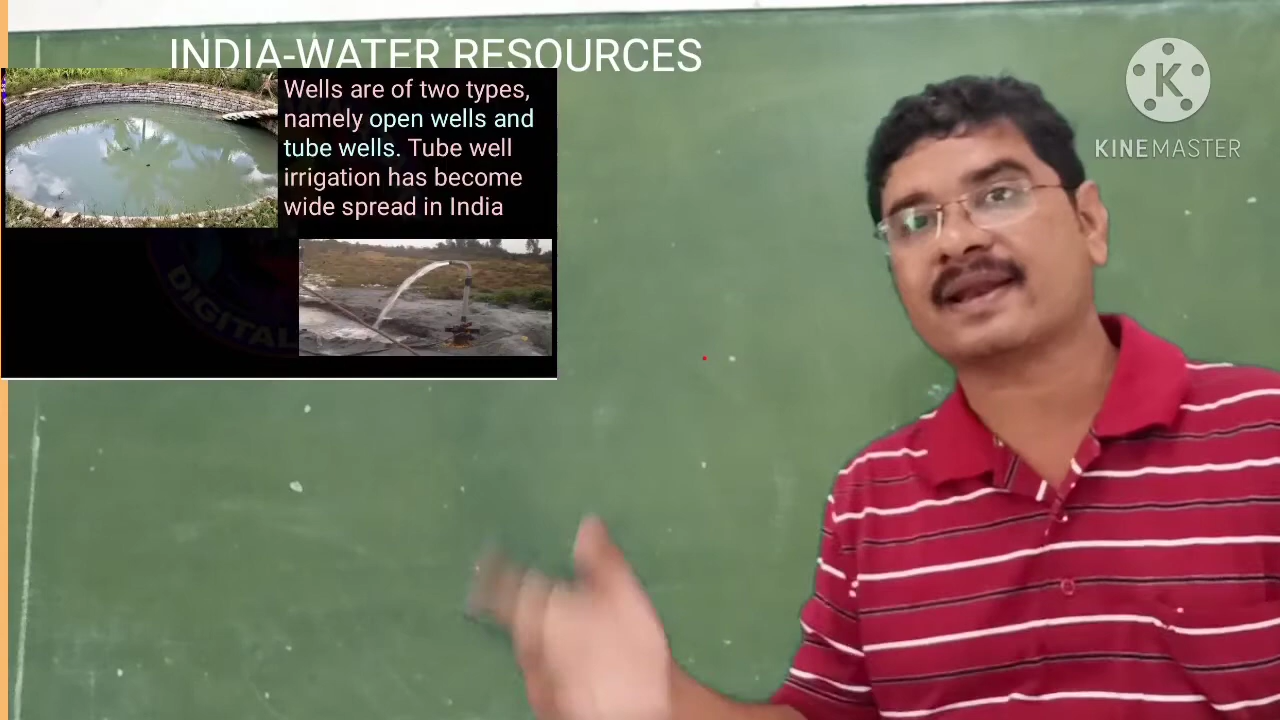 INDIA-WATER RESOURCES
Wells are of two types,
namely open wells and
tube wells. Tube well
irrigation has become
wide spread in India
DIGITAL
K
KINEMASTER